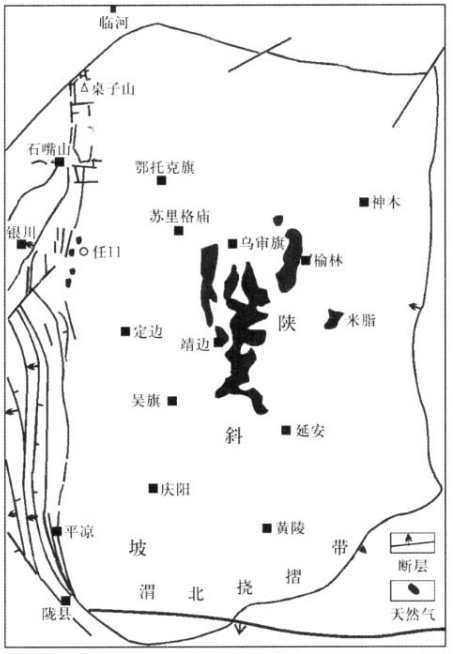 临河
桌子山
石嘴山
鄂托克旗
神木
苏里格庙
银川
乌审旗
任11
榆林
陕
米脂
定边
靖边
吴旗
斜
延安
庆阳
平凉
黄陵
坡
带
断层
渭北挠褶
天然气
陇县